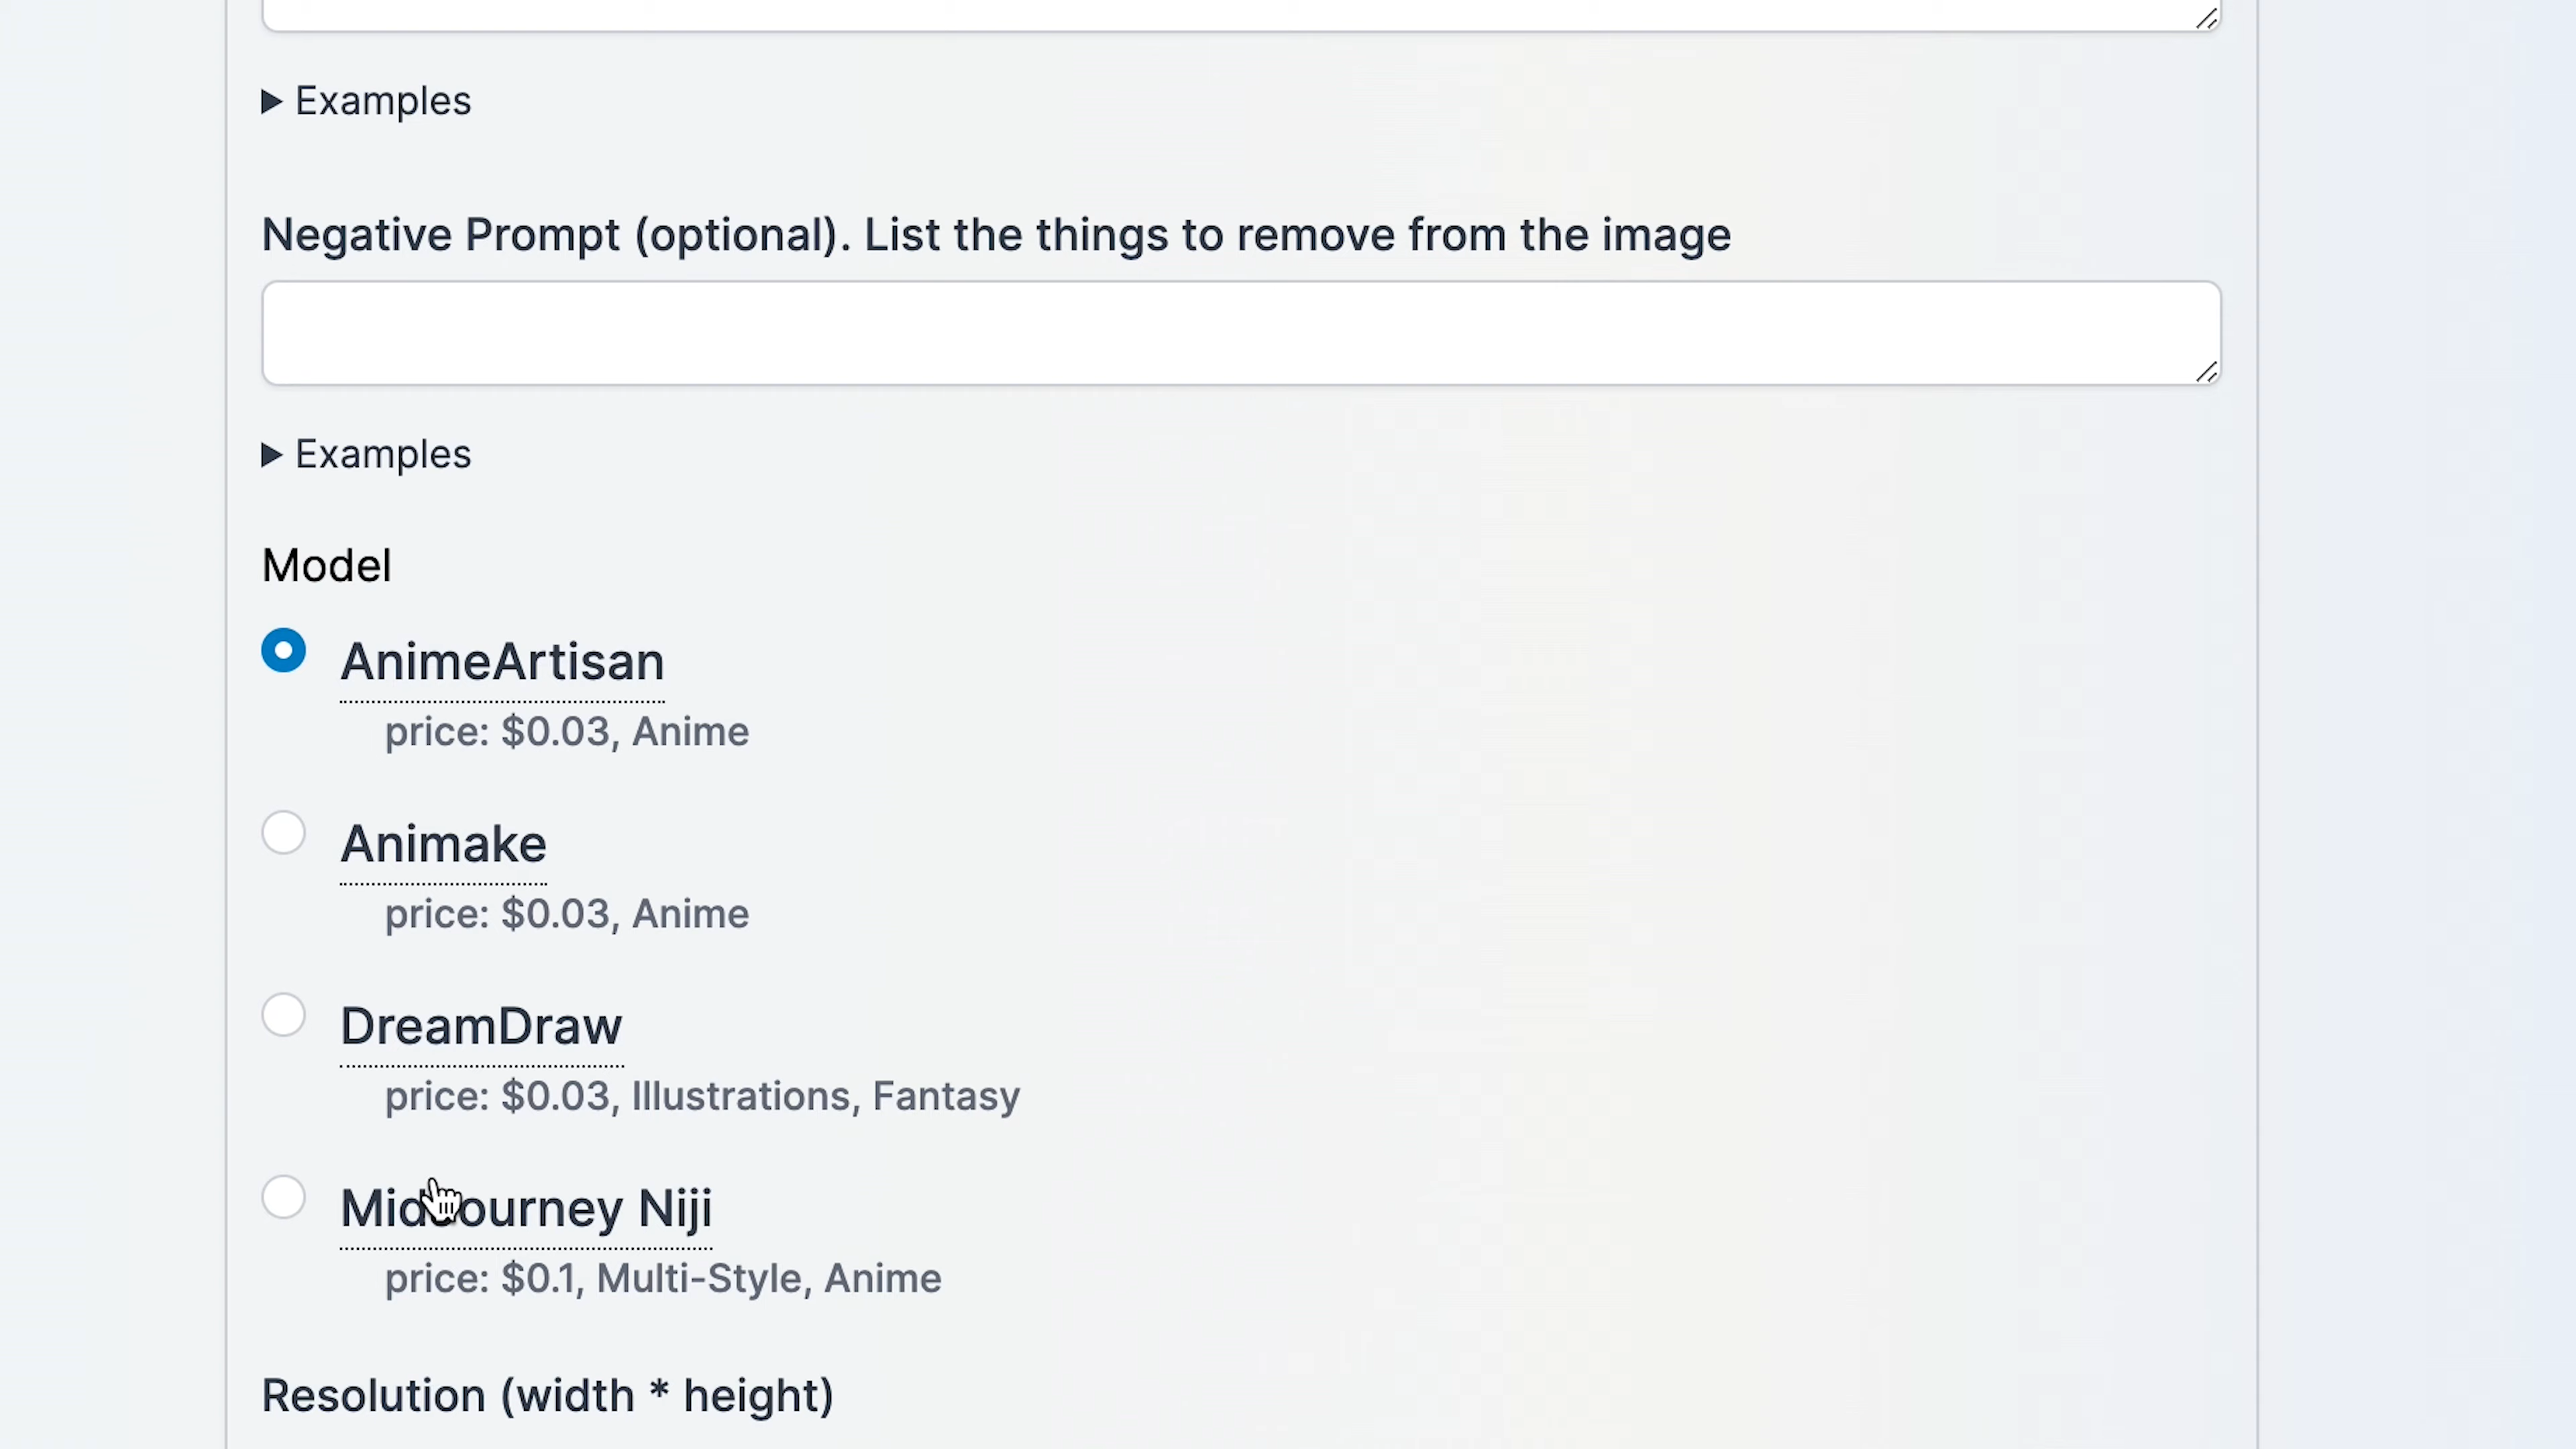 Examples
Negative Prompt (optional). List the things to remove from the image
Examples
Model
AnimeArtisan
price: $0.03, Anime
Animake
price: $0.03, Anime
DreamDraw
price: $0.03, Illustrations, Fantasy
MidJourney Niji
price: $0.1, Multi-Style, Anime
Resolution (width * height)